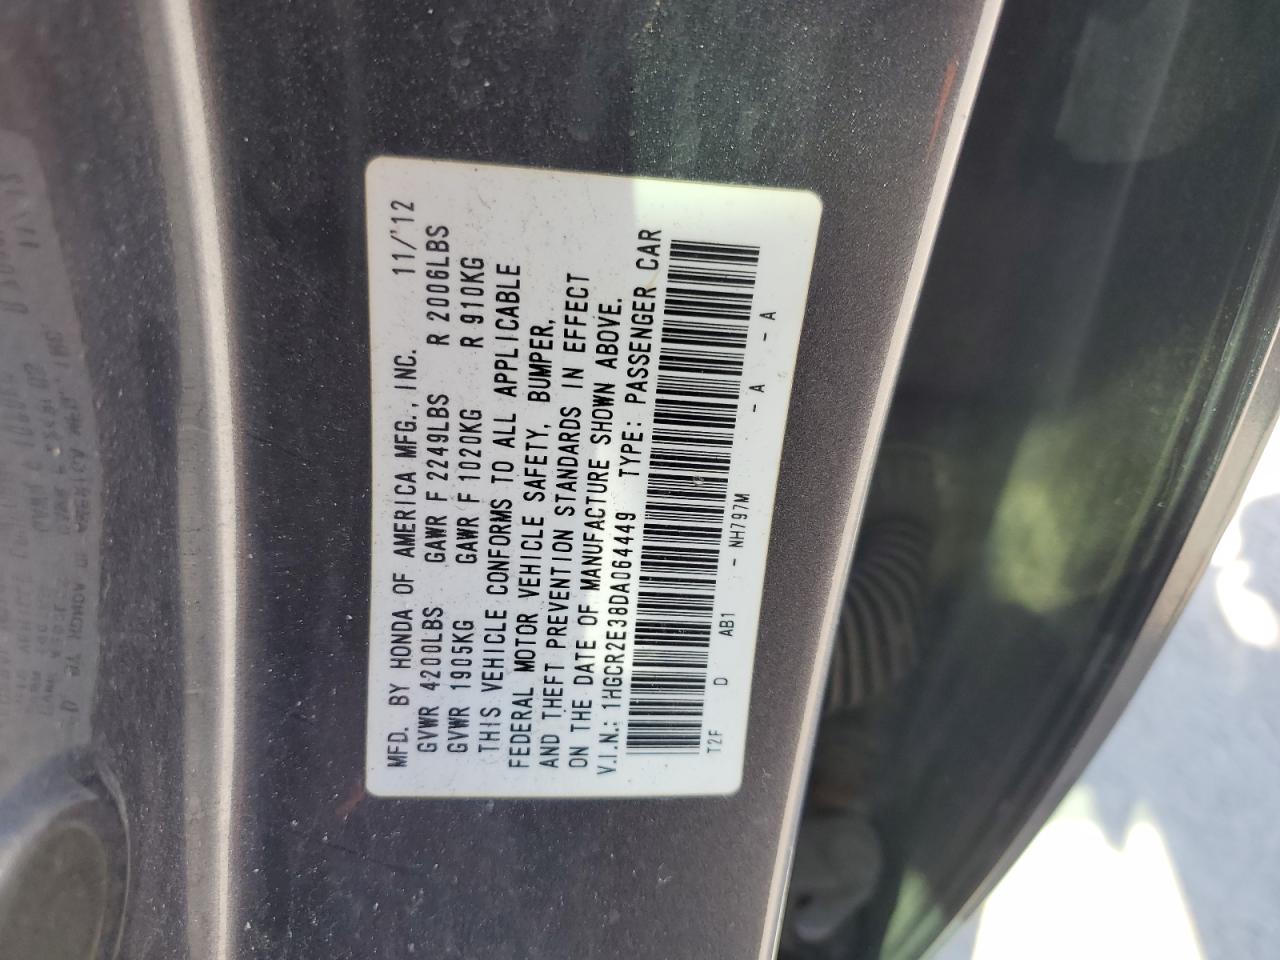 MFD. BY HONDA OF AMERICA MFG., INC. 11/'12
GVWR 4200LBS GAWR F 2249LBS R 2006LBS
GVWR 1905KG GAWR F 1020KG R 910KG
THIS VEHICLE CONFORMS TO ALL APPLICABLE
FEDERAL MOTOR VEHICLE SAFETY, BUMPER,
AND THEFT PREVENTION STANDARDS IN EFFECT
ON THE DATE OF MANUFACTURE SHOWN ABOVE.
V.I.N.: 1HGCR2E38DA064449 TYPE: PASSENGER CAR
T2F D AB1 - NH797M - A - A